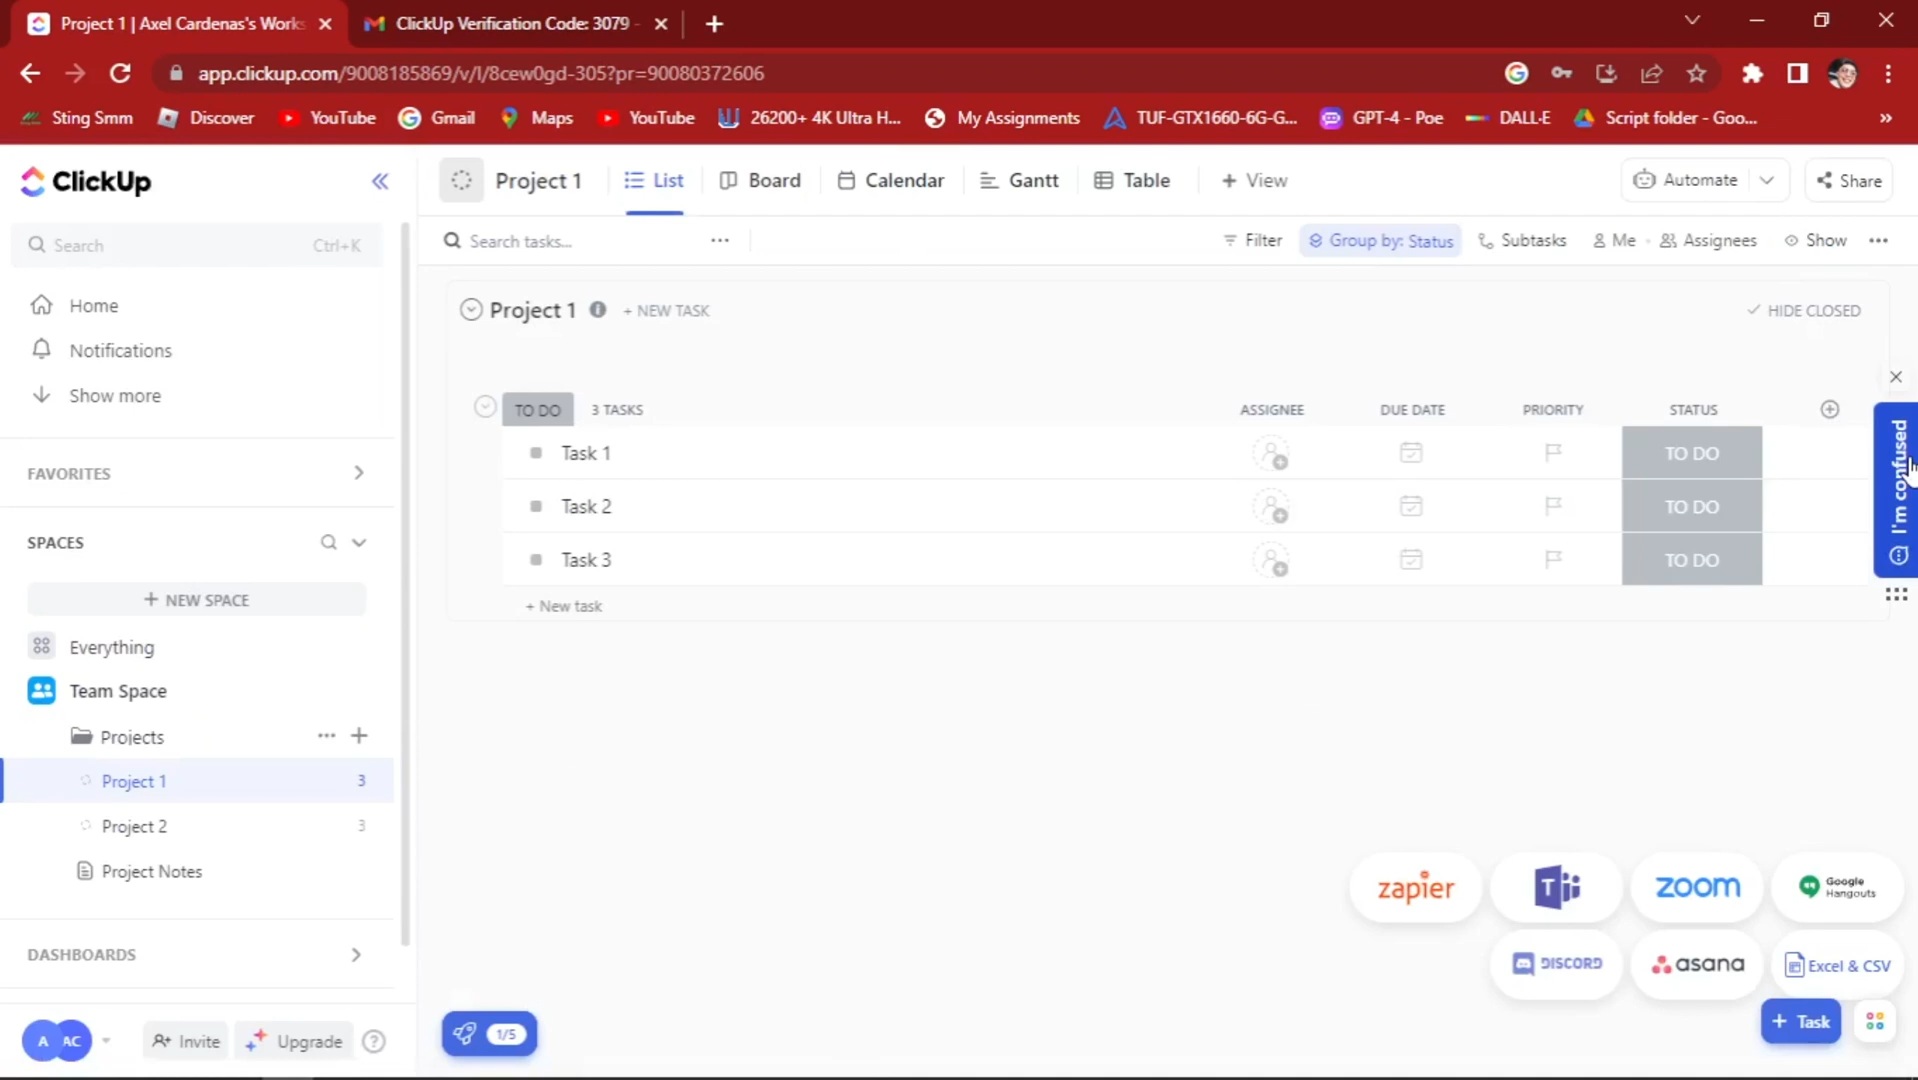 Project 1 | Axel Cardenas's Works
ClickUp Verification Code: 3079 -
app.clickup.com/9008185869/v/l/8cew0gd-305?pr=90080372606
Sting Smm
Discover
YouTube
Gmail
Maps
YouTube
26200+ 4K Ultra H...
My Assignments
TUF-GTX1660-6G-G...
GPT-4 - Poe
DALL·E
Script folder - Goo...
»
ClickUp
Project 1
List
Board
Calendar
Gantt
Table
+ View
Automate
Share
Search
Ctrl+K
Search tasks...
Filter
Group by: Status
Subtasks
Me
Assignees
Show
Home
Notifications
Show more
Project 1
+ NEW TASK
HIDE CLOSED
TO DO
3 TASKS
ASSIGNEE
DUE DATE
PRIORITY
STATUS
Task 1
TO DO
Task 2
TO DO
Task 3
TO DO
+ New task
I'm confused
FAVORITES
SPACES
+ NEW SPACE
Everything
Team Space
Projects
Project 1
3
Project 2
3
Project Notes
DASHBOARDS
A
AC
Invite
Upgrade
?
1/5
zapier
T
zoom
Google Hangouts
DISCORD
asana
Excel & CSV
+ Task